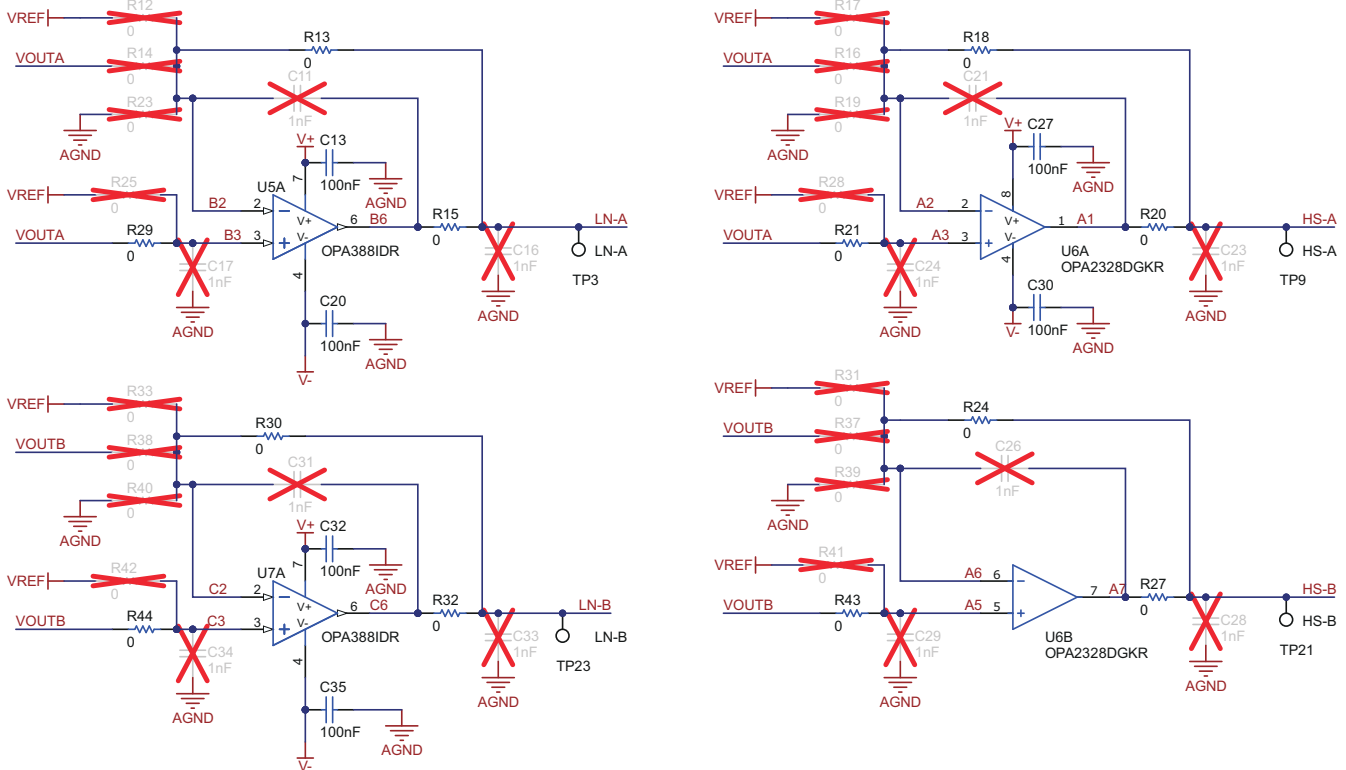 R12
VREF
0
R13
0
VOUTA
R14
0
C11
1nF
R23
0
AGND
V+
C13
100nF
AGND
7
VREF
R25
0
U5A
B2
2
V+
V-
6
B6
R15
0
LN-A
VOUTA
R29
0
B3
3
OPA388IDR
4
C17
1nF
AGND
C16
1nF
AGND
LN-A
TP3
C20
100nF
AGND
V-
R17
VREF
0
R18
0
VOUTA
R16
0
C21
1nF
R19
0
AGND
V+
C27
100nF
AGND
8
VREF
R28
0
A2
2
V+
V-
1
A1
R20
0
HS-A
VOUTA
R21
0
A3
3
U6A
OPA2328DGKR
4
C24
1nF
AGND
C23
1nF
AGND
HS-A
TP9
C30
100nF
AGND
V-
R33
VREF
0
R30
0
VOUTB
R38
0
C31
1nF
R40
0
AGND
V+
C32
100nF
AGND
7
VREF
R42
0
U7A
C2
2
V+
V-
6
C6
R32
0
LN-B
VOUTB
R44
0
C3
3
OPA388IDR
4
C34
1nF
AGND
C33
1nF
AGND
LN-B
TP23
C35
100nF
AGND
V-
R31
VREF
0
R24
0
VOUTB
R37
0
C26
1nF
R39
0
AGND
VREF
R41
0
A6
6
7
A7
R27
0
HS-B
VOUTB
R43
0
A5
5
U6B
OPA2328DGKR
C29
1nF
AGND
C28
1nF
AGND
HS-B
TP21